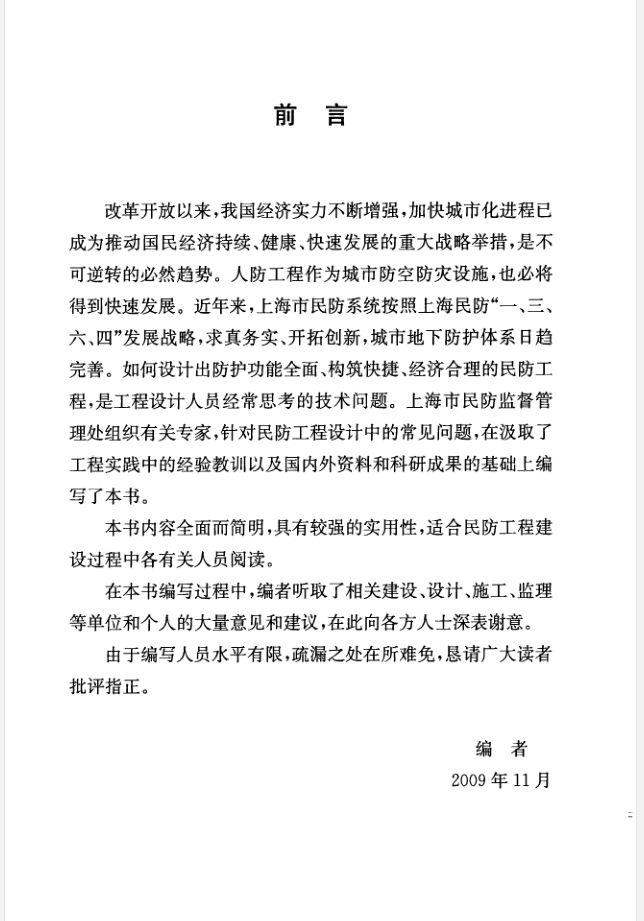 前 言
改革开放以来,我国经济实力不断增强,加快城市化进程已
成为推动国民经济持续、健康、快速发展的重大战略举措,是不
可逆转的必然趋势。人防工程作为城市防空防灾设施,也必将
得到快速发展。近年来,上海市民防系统按照上海民防“一、三、
六、四”发展战略,求真务实、开拓创新,城市地下防护体系日趋
完善。如何设计出防护功能全面、构筑快捷、经济合理的民防工
程,是工程设计人员经常思考的技术问题。上海市民防监督管
理处组织有关专家,针对民防工程设计中的常见问题,在汲取了
工程实践中的经验教训以及国内外资料和科研成果的基础上编
写了本书。
本书内容全面而简明,具有较强的实用性,适合民防工程建
设过程中各有关人员阅读。
在本书编写过程中,编者听取了相关建设、设计、施工、监理
等单位和个人的大量意见和建议,在此向各方人士深表谢意。
由于编写人员水平有限,疏漏之处在所难免,恳请广大读者
批评指正。
编 者
2009 年 11 月